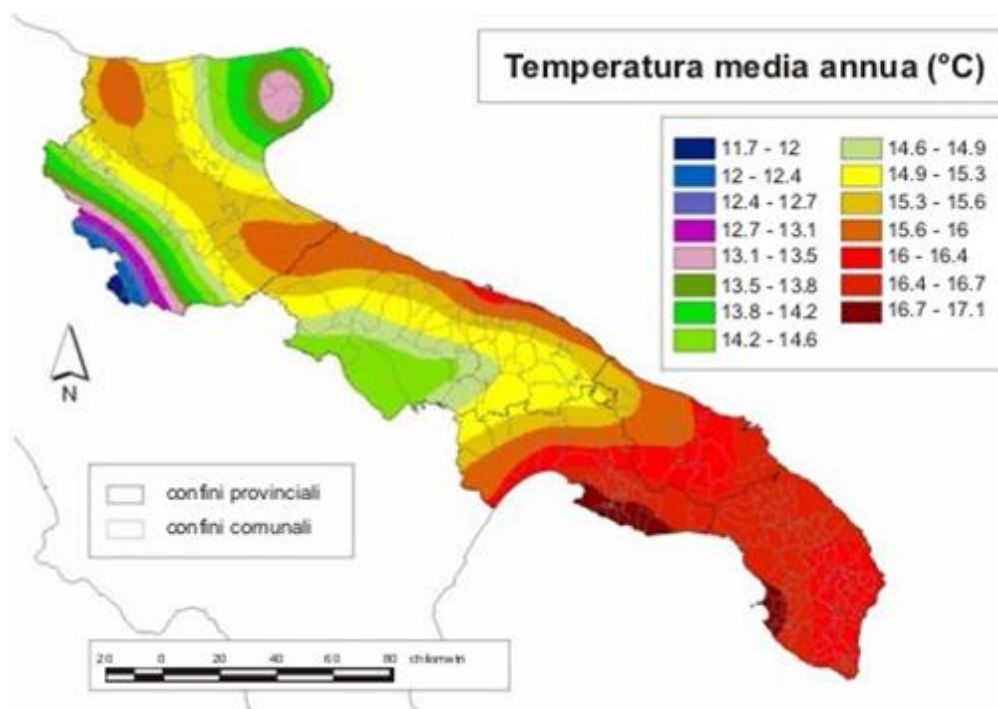 Temperatura media annua (°C)
11.7 - 12
12 - 12.4
12.4 - 12.7
12.7 - 13.1
13.1 - 13.5
13.5 - 13.8
13.8 - 14.2
14.2 - 14.6
14.6 - 14.9
14.9 - 15.3
15.3 - 15.6
15.6 - 16
16 - 16.4
16.4 - 16.7
16.7 - 17.1
N
confini provinciali
confini comunali
20 0 20 40 60 80 chilometri